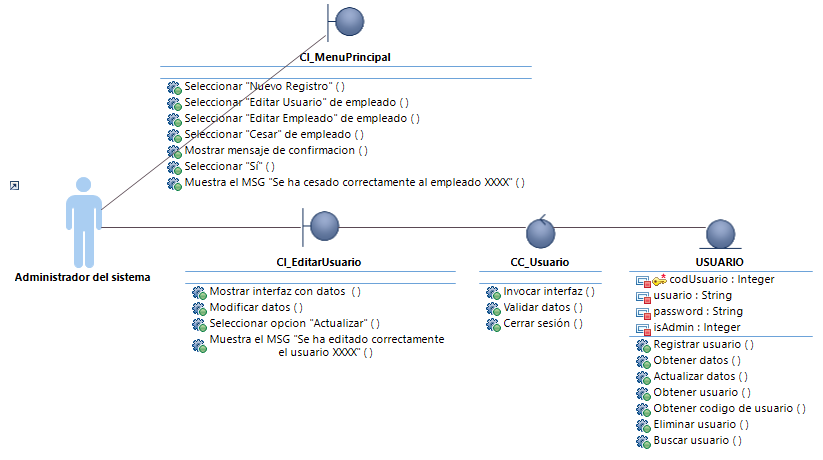 CI_MenuPrincipal
Seleccionar "Nuevo Registro" ( )
Seleccionar "Editar Usuario" de empleado ( )
Seleccionar "Editar Empleado" de empleado ( )
Seleccionar "Cesar" de empleado ( )
Mostrar mensaje de confirmacion ( )
Seleccionar "Sí" ( )
Muestra el MSG "Se ha cesado correctamente al empleado XXXX" ( )
Administrador del sistema
CI_EditarUsuario
Mostrar interfaz con datos ( )
Modificar datos ( )
Seleccionar opcion "Actualizar" ( )
Muestra el MSG "Se ha editado correctamente
el usuario XXXX" ( )
CC_Usuario
Invocar interfaz ( )
Validar datos ( )
Cerrar sesión ( )
USUARIO
codUsuario : Integer
usuario : String
password : String
isAdmin : Integer
Registrar usuario ( )
Obtener datos ( )
Actualizar datos ( )
Obtener usuario ( )
Obtener codigo de usuario ( )
Eliminar usuario ( )
Buscar usuario ( )